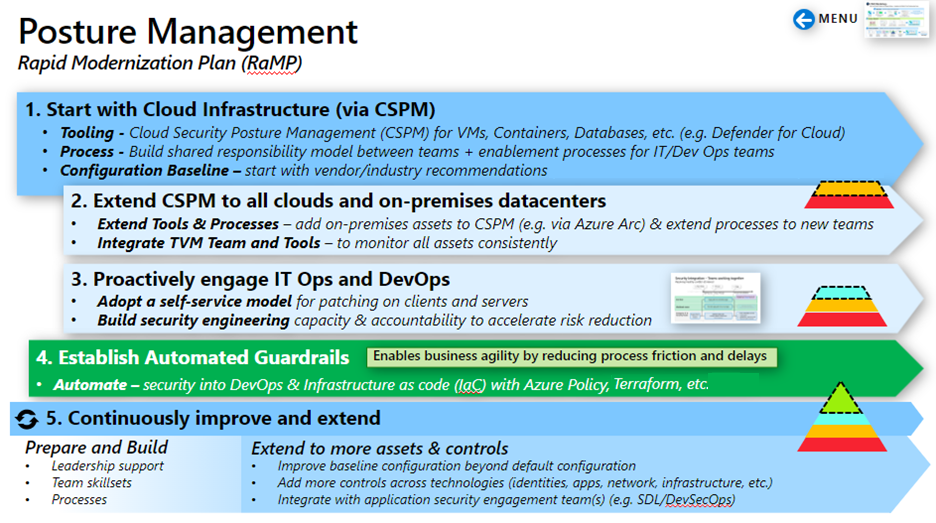 Posture Management
MENU
Rapid Modernization Plan (RaMP)
1. Start with Cloud Infrastructure (via CSPM)
• Tooling - Cloud Security Posture Management (CSPM) for VMs, Containers, Databases, etc. (e.g. Defender for Cloud)
• Process - Build shared responsibility model between teams + enablement processes for IT/Dev Ops teams
• Configuration Baseline – start with vendor/industry recommendations
2. Extend CSPM to all clouds and on-premises datacenters
• Extend Tools & Processes – add on-premises assets to CSPM (e.g. via Azure Arc) & extend processes to new teams
• Integrate TVM Team and Tools – to monitor all assets consistently
3. Proactively engage IT Ops and DevOps
• Adopt a self-service model for patching on clients and servers
• Build security engineering capacity & accountability to accelerate risk reduction
4. Establish Automated Guardrails
Enables business agility by reducing process friction and delays
• Automate – security into DevOps & Infrastructure as code (IaC) with Azure Policy, Terraform, etc.
5. Continuously improve and extend
Prepare and Build
• Leadership support
• Team skillsets
• Processes
Extend to more assets & controls
• Improve baseline configuration beyond default configuration
• Add more controls across technologies (identities, apps, network, infrastructure, etc.)
• Integrate with application security engagement team(s) (e.g. SDL/DevSecOps)